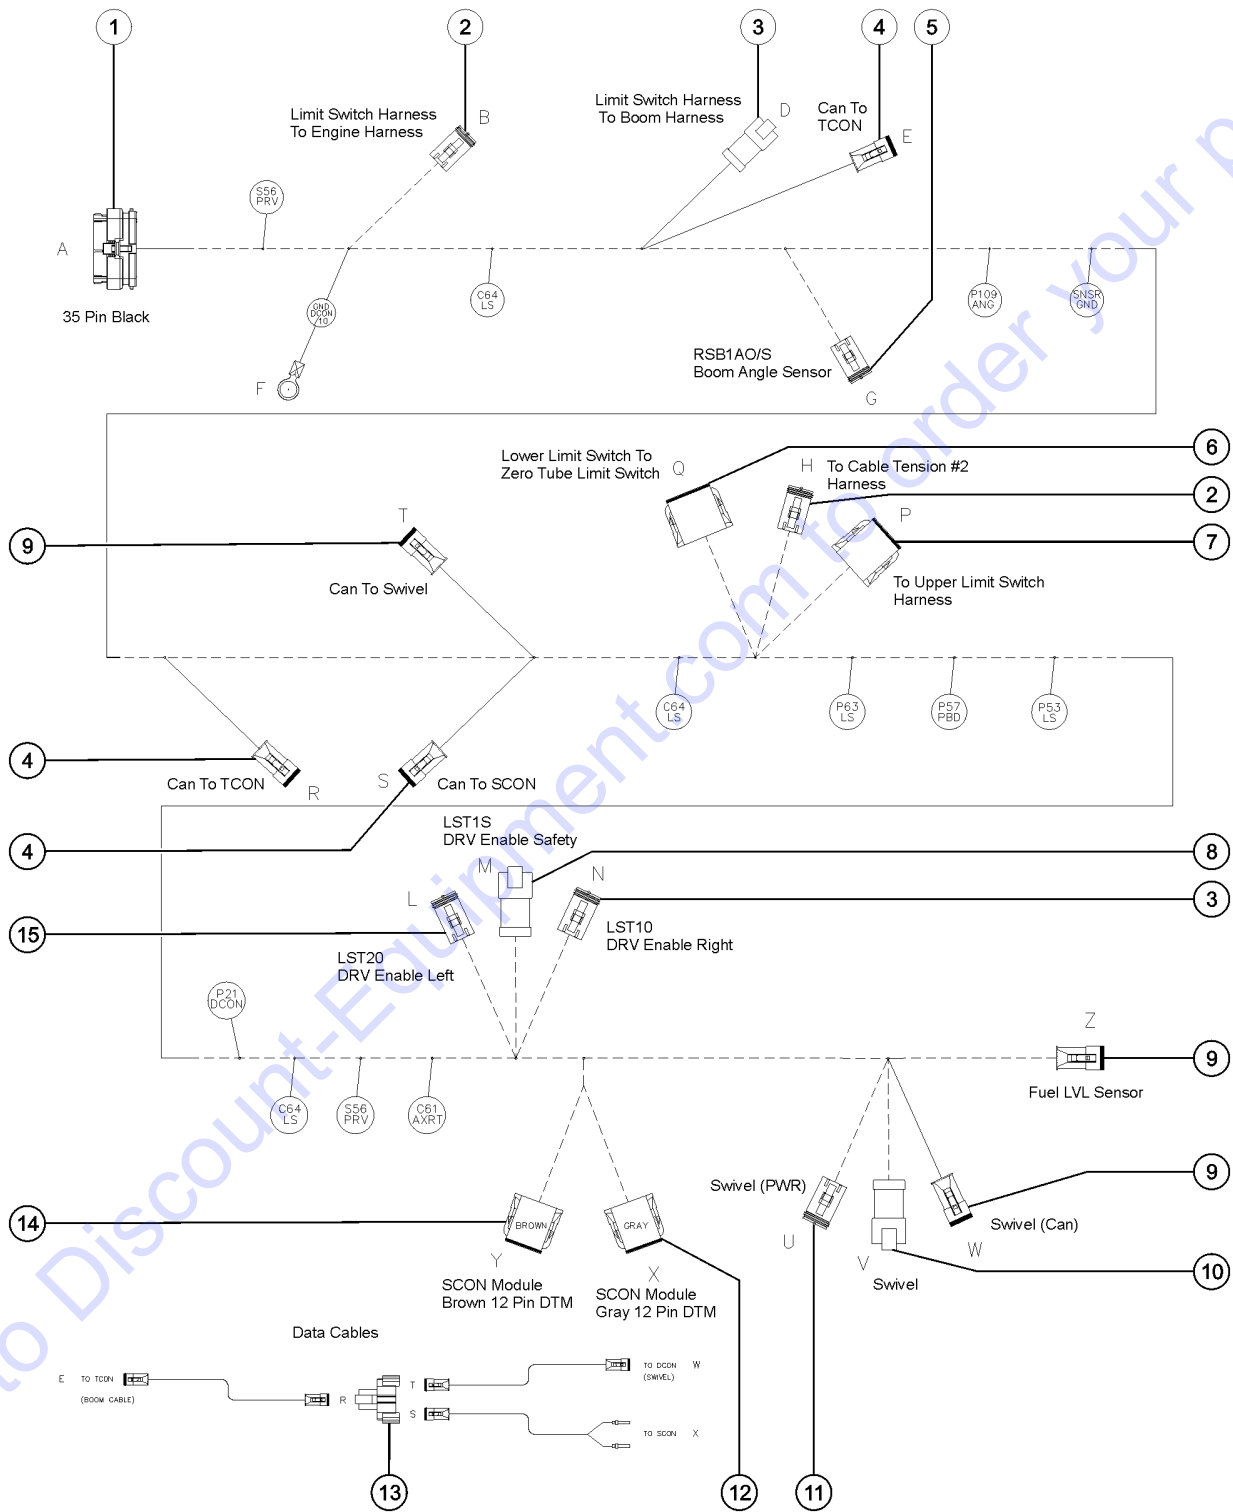 1
2
3
4
5
Limit Switch Harness
To Engine Harness
B
Limit Switch Harness
To Boom Harness
D
Can To
TCON
E
S56
PRV
A
35 Pin Black
GND
DCON
10
F
C64
LS
RSB1AO/S
Boom Angle Sensor
G
P109
ANG
SNSR
GND
Lower Limit Switch To
Zero Tube Limit Switch
Q
H
To Cable Tension #2
Harness
P
To Upper Limit Switch
Harness
6
2
7
9
T
Can To Swivel
C64
LS
P63
LS
P57
PBD
P53
LS
4
Can To TCON
R
S
Can To SCON
4
LST1S
DRV Enable Safety
M
N
L
8
3
15
LST20
DRV Enable Left
LST10
DRV Enable Right
P21
DCON
C64
LS
S56
PRV
C61
AXRT
Z
Fuel LVL Sensor
9
14
BROWN
Y
SCON Module
Brown 12 Pin DTM
GRAY
X
SCON Module
Gray 12 Pin DTM
Swivel (PWR)
U
V
Swivel
W
Swivel (Can)
9
10
Data Cables
E
TO TCON
(BOOM CABLE)
R
T
S
TO DCON
(SWIVEL)
W
TO SCON
X
13
12
11
to Discount-Equipment.com to order your p